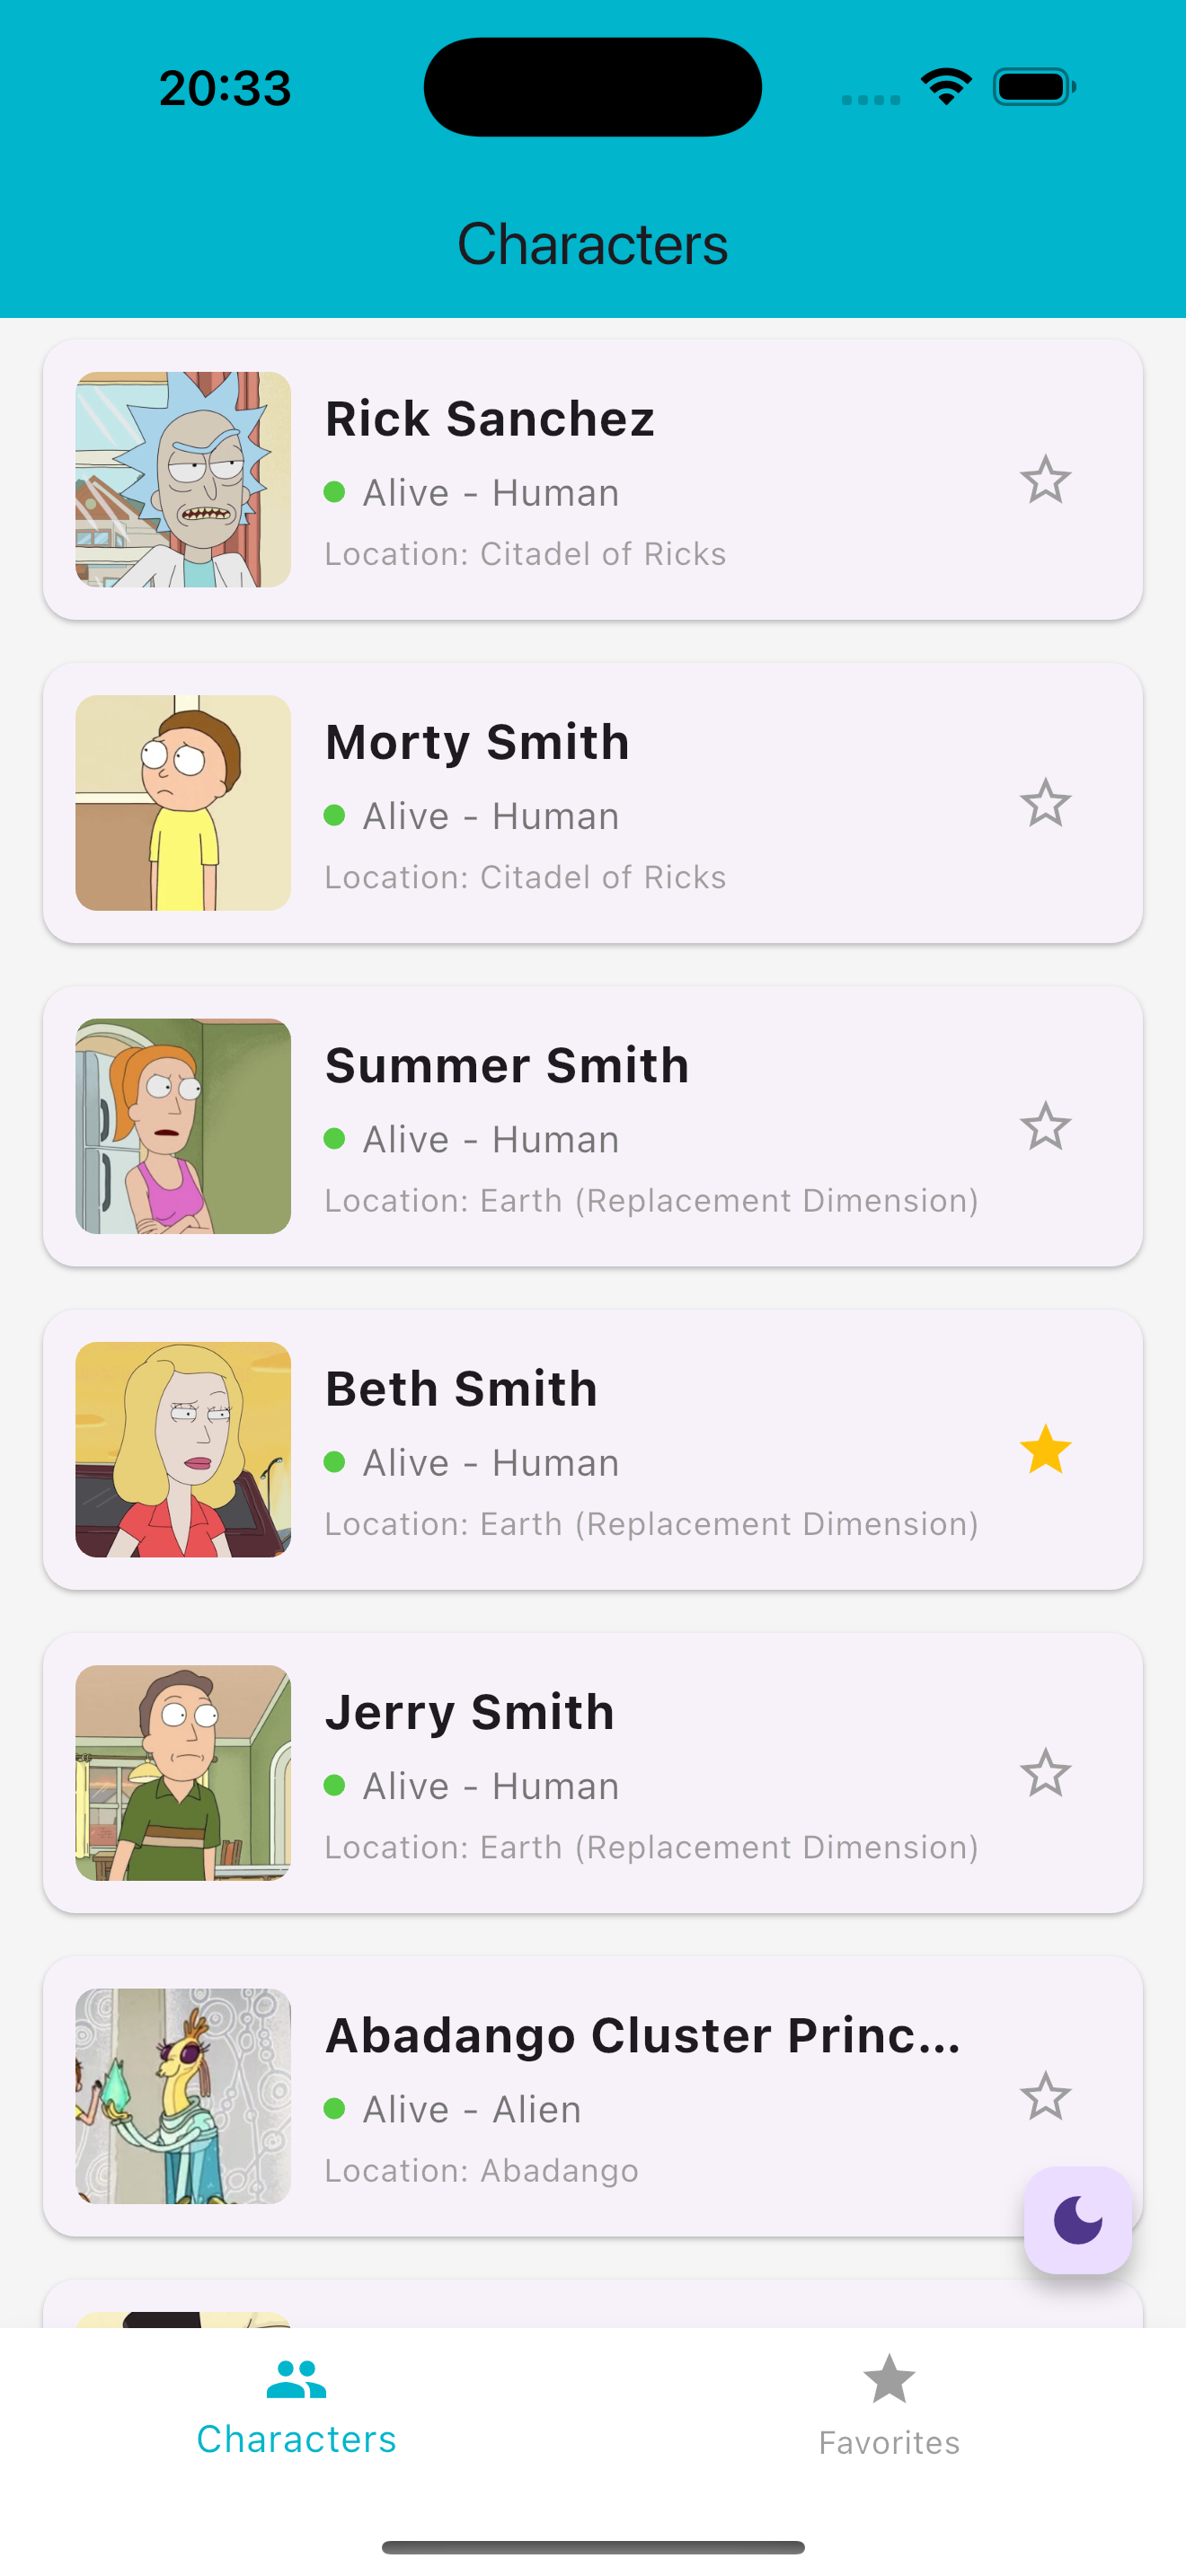 20:33
Characters
Rick Sanchez
Alive - Human
Location: Citadel of Ricks
Morty Smith
Alive - Human
Location: Citadel of Ricks
Summer Smith
Alive - Human
Location: Earth (Replacement Dimension)
Beth Smith
Alive - Human
Location: Earth (Replacement Dimension)
Jerry Smith
Alive - Human
Location: Earth (Replacement Dimension)
Abadango Cluster Princ...
Alive - Alien
Location: Abadango
Characters
Favorites